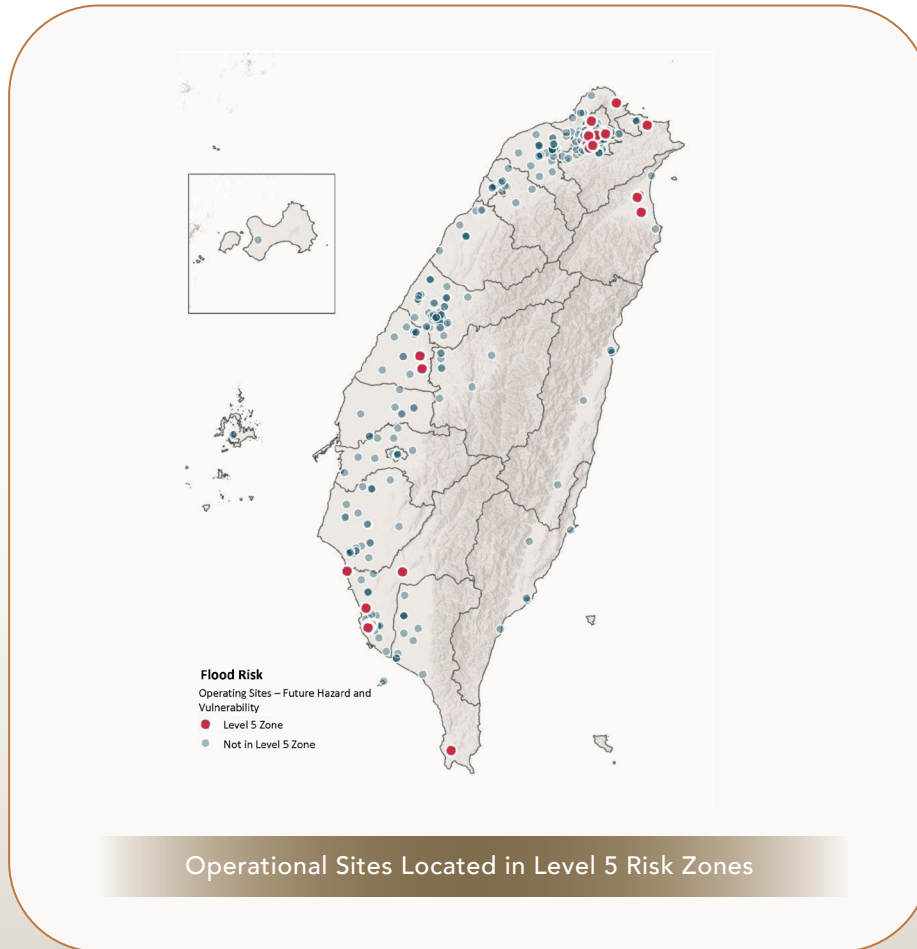 Flood Risk
Operating Sites – Future Hazard and
Vulnerability
Level 5 Zone
Not in Level 5 Zone
Operational Sites Located in Level 5 Risk Zones